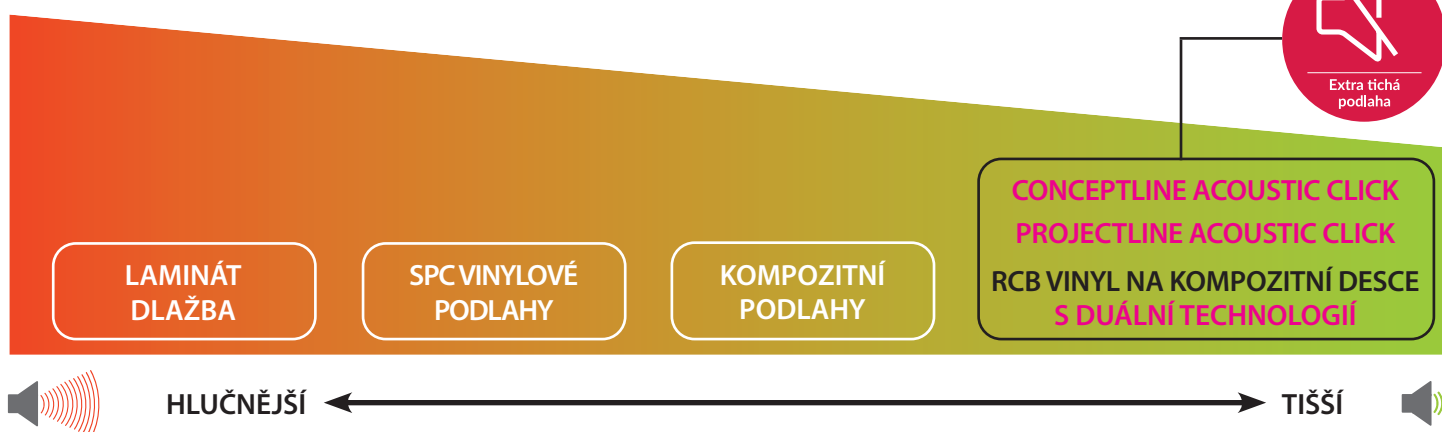 Extra tichá
podlaha
CONCEPTLINE ACOUSTIC CLICK
PROJECTLINE ACOUSTIC CLICK
RCB VINYL NA KOMPOZITNÍ DESCE
S DUÁLNÍ TECHNOLOGIÍ
LAMINÁT
DLAŽBA
SPC VINYLOVÉ
PODLAHY
KOMPOZITNÍ
PODLAHY
HLUČNĚJŠÍ
TIŠŠÍ